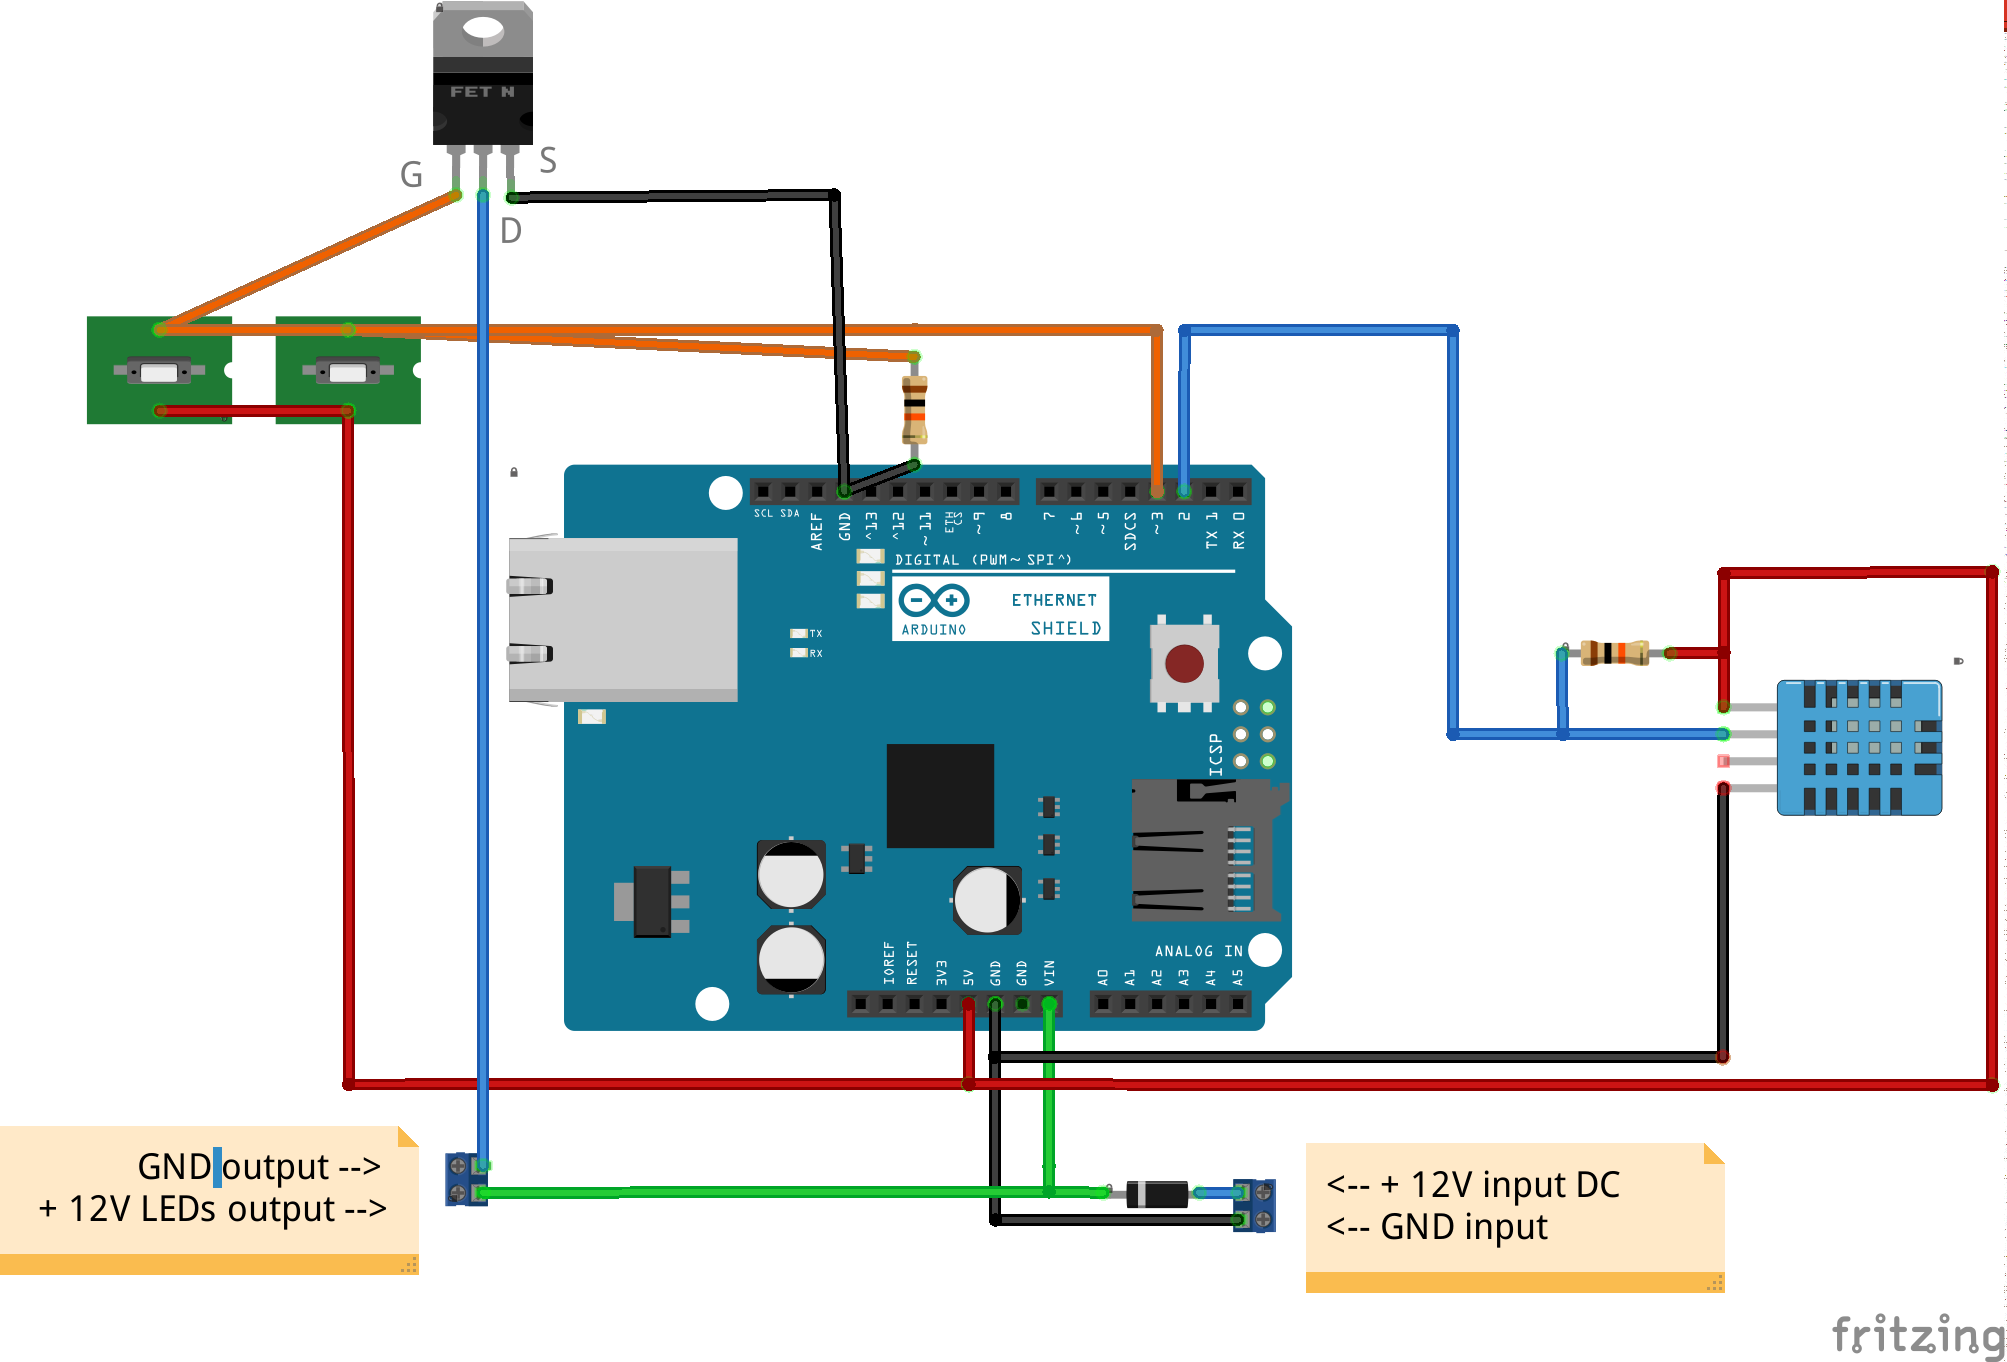 FET N
G
S
D
SCL SDA
AREF
GND
^13
^12
~11
ETH
CS
~9
8
7
~6
~5
SDCS
~3
2
TX 1
RX 0
DIGITAL (PWM~ SPI^)
ARDUINO
ETHERNET
SHIELD
TX
RX
ICSP
ANALOG IN
IOREF
RESET
3V3
5V
GND
GND
VIN
A0
A1
A2
A3
A4
A5
GND output -->
+ 12V LEDs output -->
<-- + 12V input DC
<-- GND input
fritzing